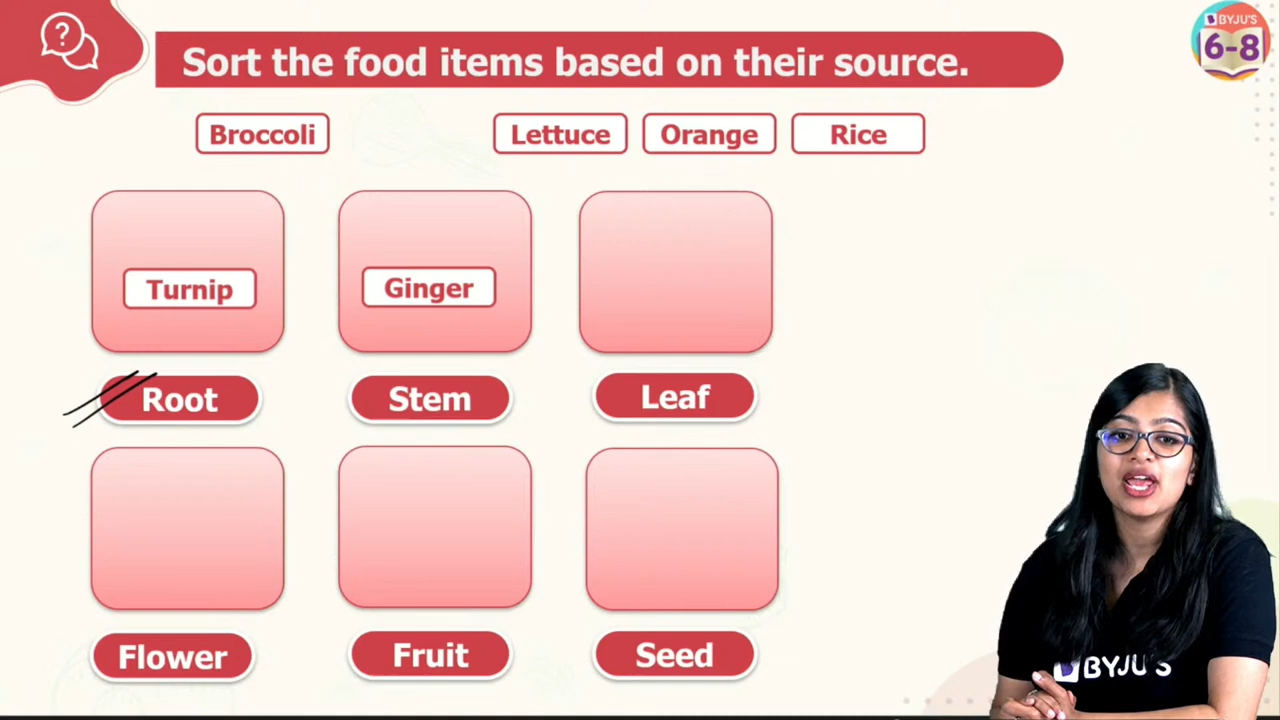 ?
BYJU'S
6-8
Sort the food items based on their source.
Broccoli
Lettuce
Orange
Rice
Turnip
Ginger
Root
Stem
Leaf
Flower
Fruit
Seed
BYJU'S